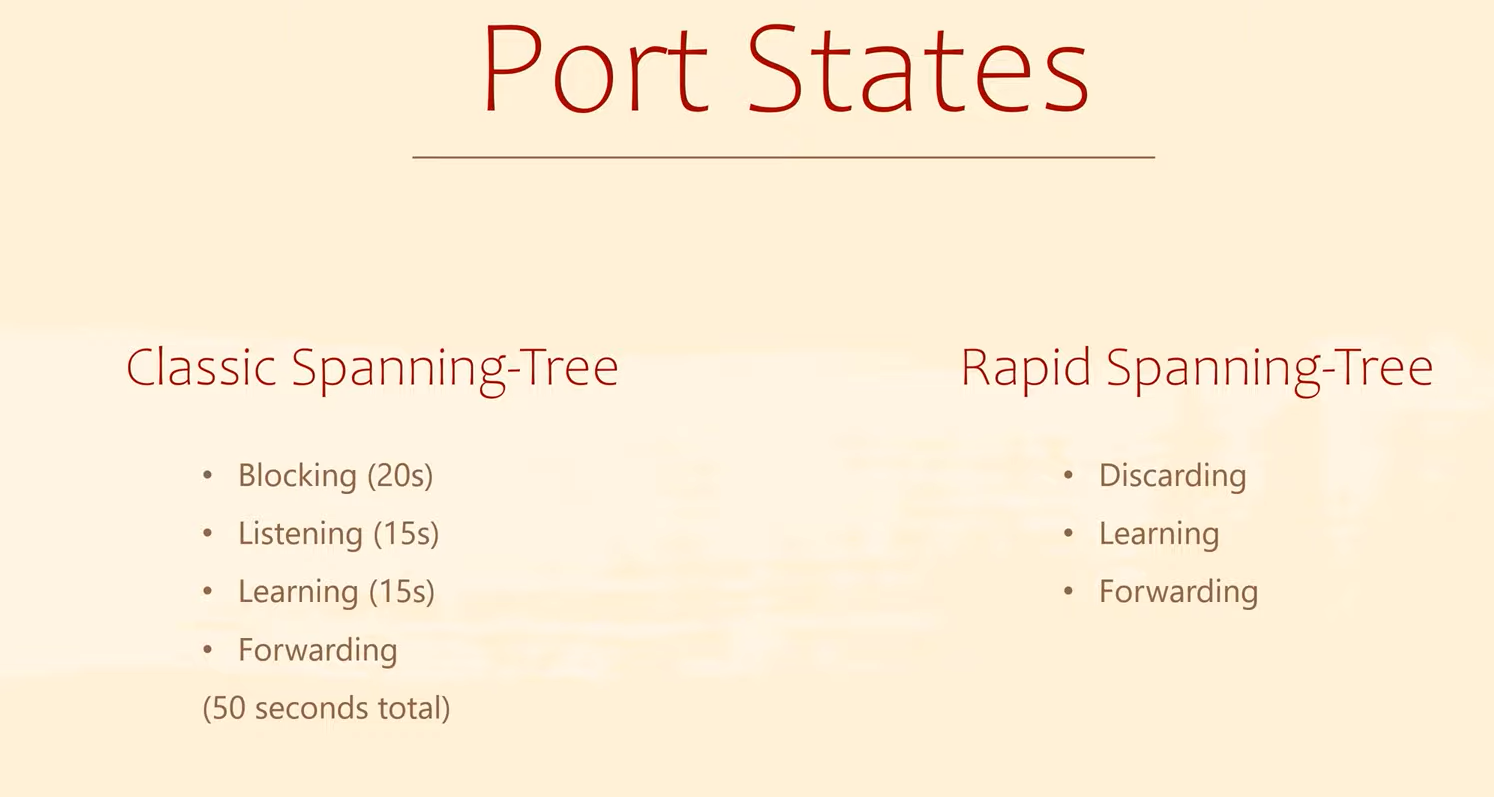 Port States
Classic Spanning-Tree
• Blocking (20s)
• Listening (15s)
• Learning (15s)
• Forwarding
(50 seconds total)
Rapid Spanning-Tree
• Discarding
• Learning
• Forwarding